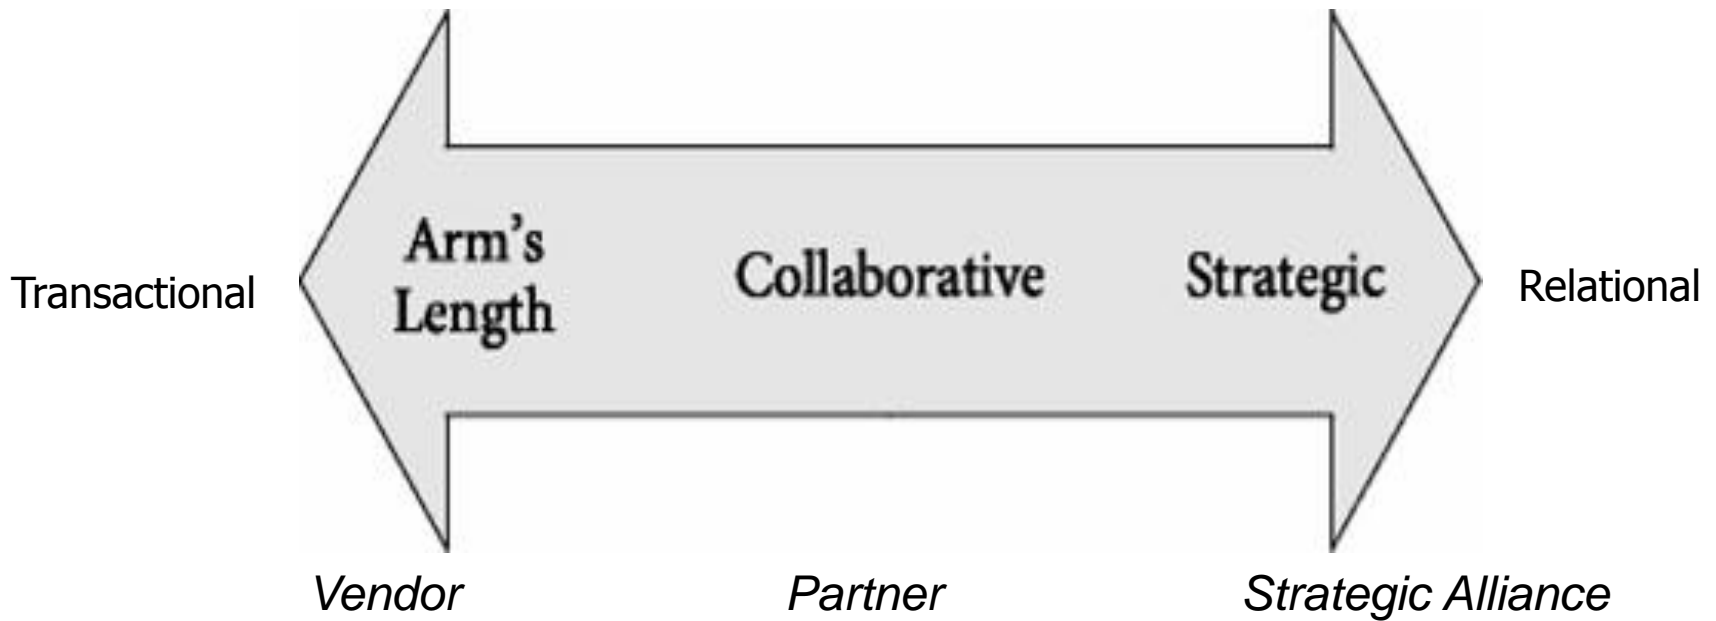 Transactional
Arm's
Length
Collaborative
Strategic
Relational
Vendor
Partner
Strategic Alliance